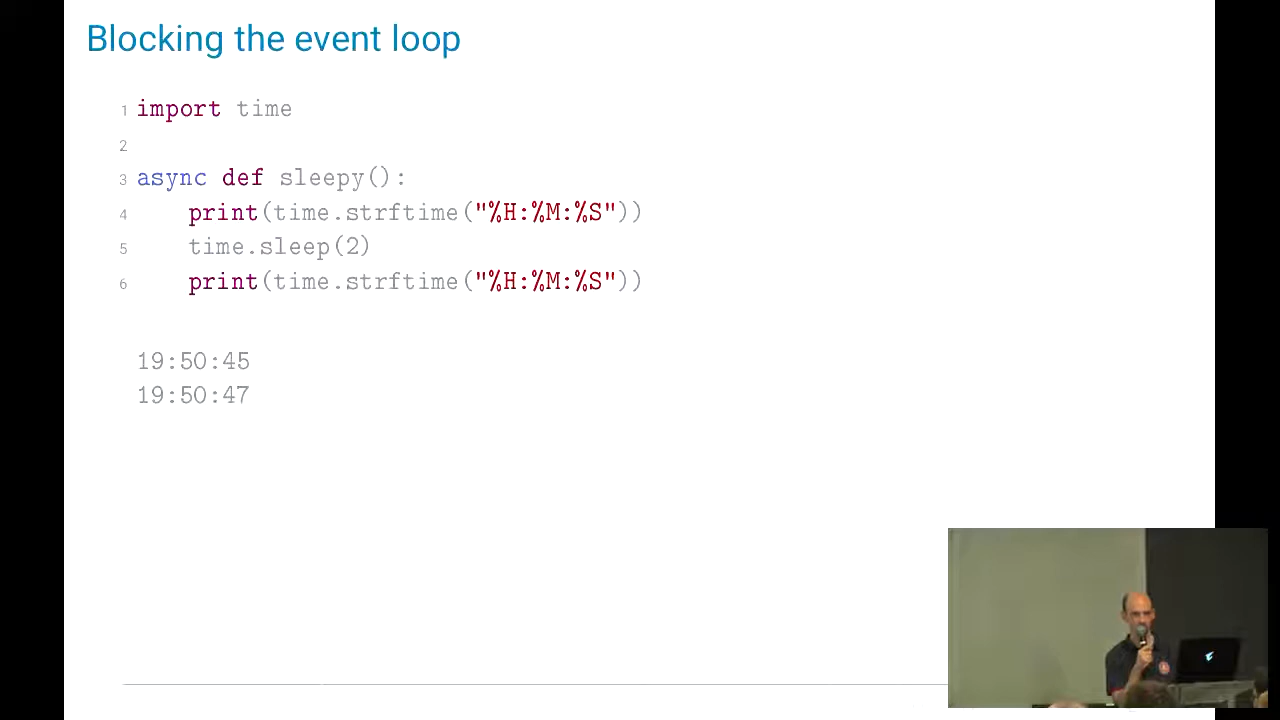 Blocking the event loop
1 import time
2
3 async def sleepy():
4 print(time.strftime("%H:%M:%S"))
5 time.sleep(2)
6 print(time.strftime("%H:%M:%S"))
19:50:45
19:50:47